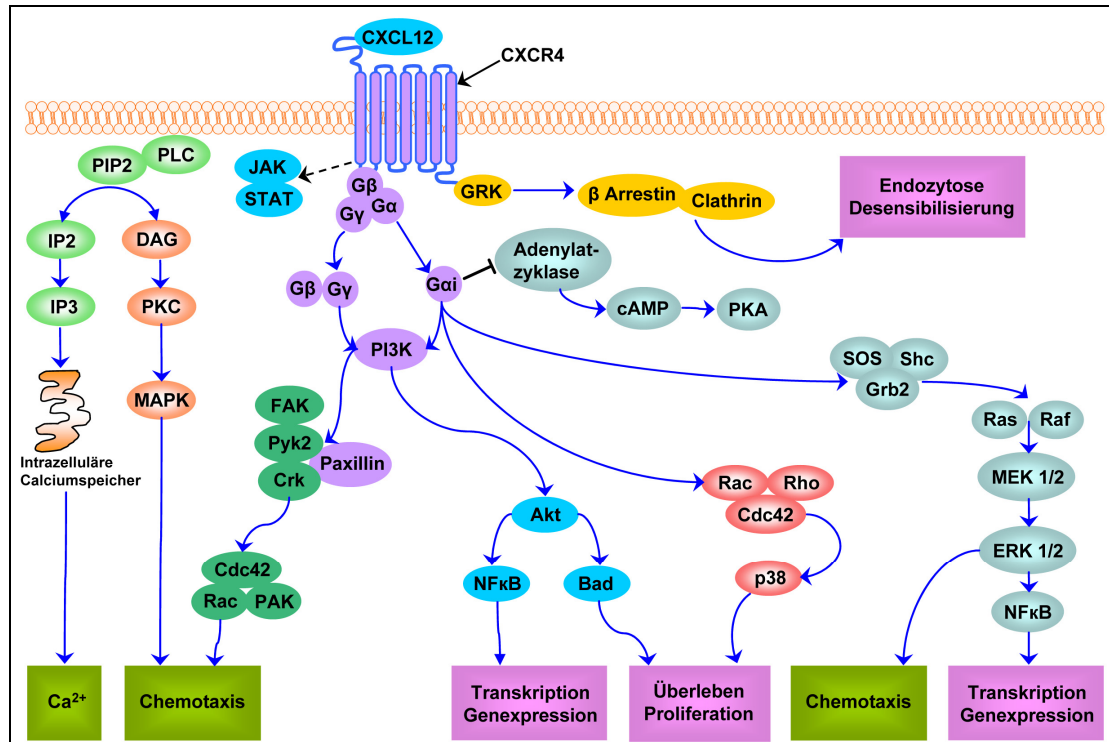 CXCL12
CXCR4
PLC
PIP2
JAK
STAT
Gβ
Gγ
Gα
GRK
β Arrestin
Clathrin
Endozytose
Desensibilisierung
IP2
DAG
Adenylat-
zyklase
Gβ
Gγ
Gαi
IP3
PKC
cAMP
PKA
PI3K
SOS
Shc
Grb2
MAPK
FAK
Pyk2
Paxillin
Crk
Ras
Raf
Intrazelluläre
Calciumspeicher
Rac
Rho
Cdc42
MEK 1/2
Akt
ERK 1/2
Cdc42
Rac
PAK
NFκB
Bad
p38
NFκB
Ca²⁺
Chemotaxis
Transkription
Genexpression
Überleben
Proliferation
Chemotaxis
Transkription
Genexpression